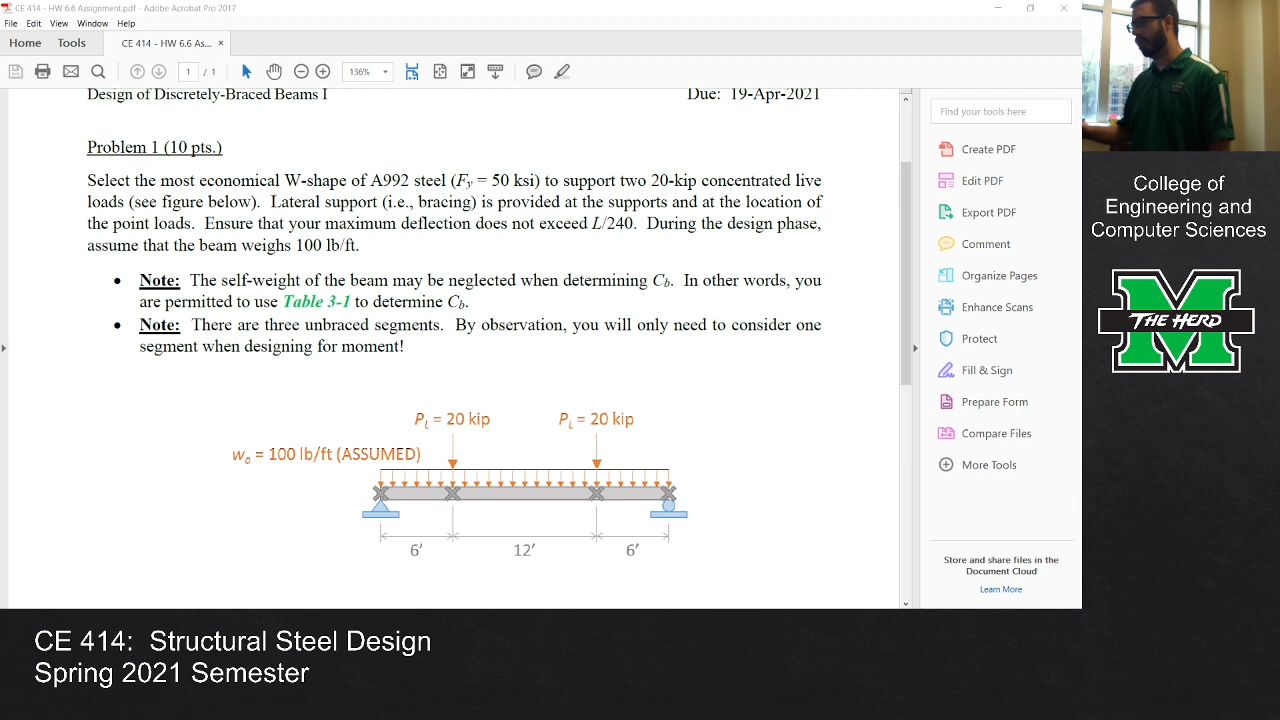 CE 414 - HW 6.6 Assignment.pdf - Adobe Acrobat Pro 2017
File Edit View Window Help
Home Tools CE 414 - HW 6.6 As... ×
1 / 1 136%
Design of Discretely-Braced Beams I Due: 19-Apr-2021
Problem 1 (10 pts.)
Select the most economical W-shape of A992 steel (Fy = 50 ksi) to support two 20-kip concentrated live
loads (see figure below). Lateral support (i.e., bracing) is provided at the supports and at the location of
the point loads. Ensure that your maximum deflection does not exceed L/240. During the design phase,
assume that the beam weighs 100 lb/ft.
• Note: The self-weight of the beam may be neglected when determining Cb. In other words, you
are permitted to use Table 3-1 to determine Cb.
• Note: There are three unbraced segments. By observation, you will only need to consider one
segment when designing for moment!
PL = 20 kip PL = 20 kip
wD = 100 lb/ft (ASSUMED)
6’ 12’ 6’
Find your tools here
Create PDF
Edit PDF
Export PDF
Comment
Organize Pages
Enhance Scans
Protect
Fill & Sign
Prepare Form
Compare Files
More Tools
Store and share files in the
Document Cloud
Learn More
College of
Engineering and
Computer Sciences
THE HERD
CE 414: Structural Steel Design
Spring 2021 Semester